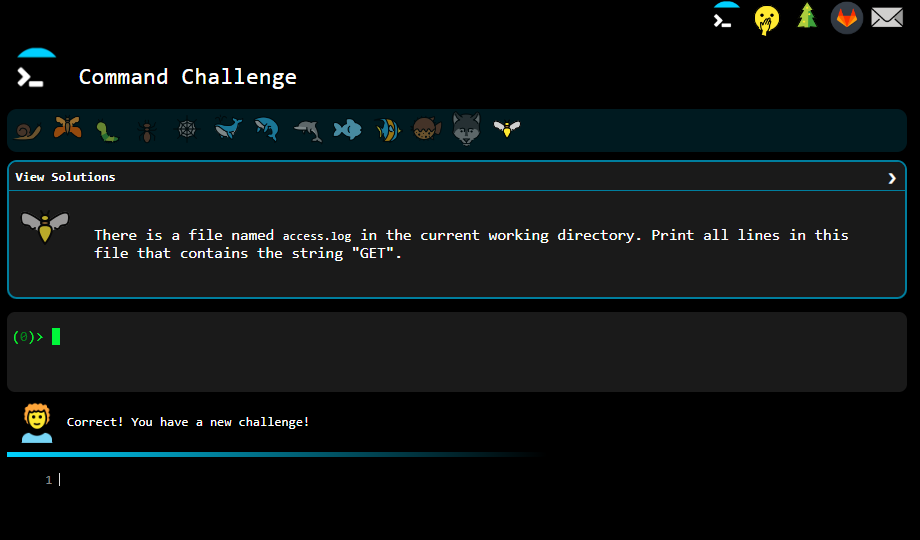 Command Challenge
View Solutions
There is a file named access.log in the current working directory. Print all lines in this
file that contains the string "GET".
(0)>
Correct! You have a new challenge!
1